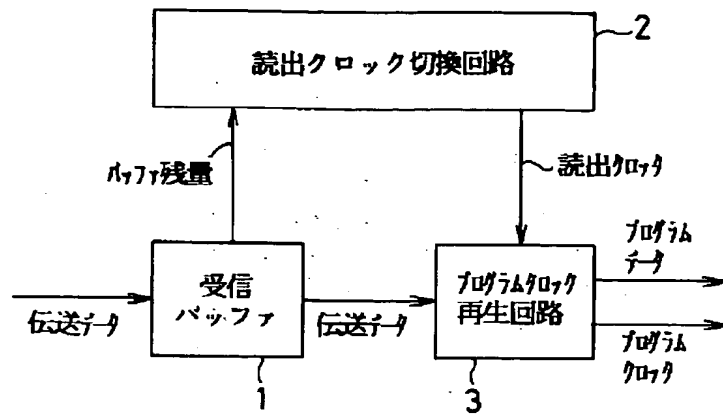 2
読出クロック切換回路
バッファ残量
読出クロック
プログラム
データ
受信
バッファ
プログラムクロック
再生回路
伝送データ
伝送データ
プログラム
クロック
1
3